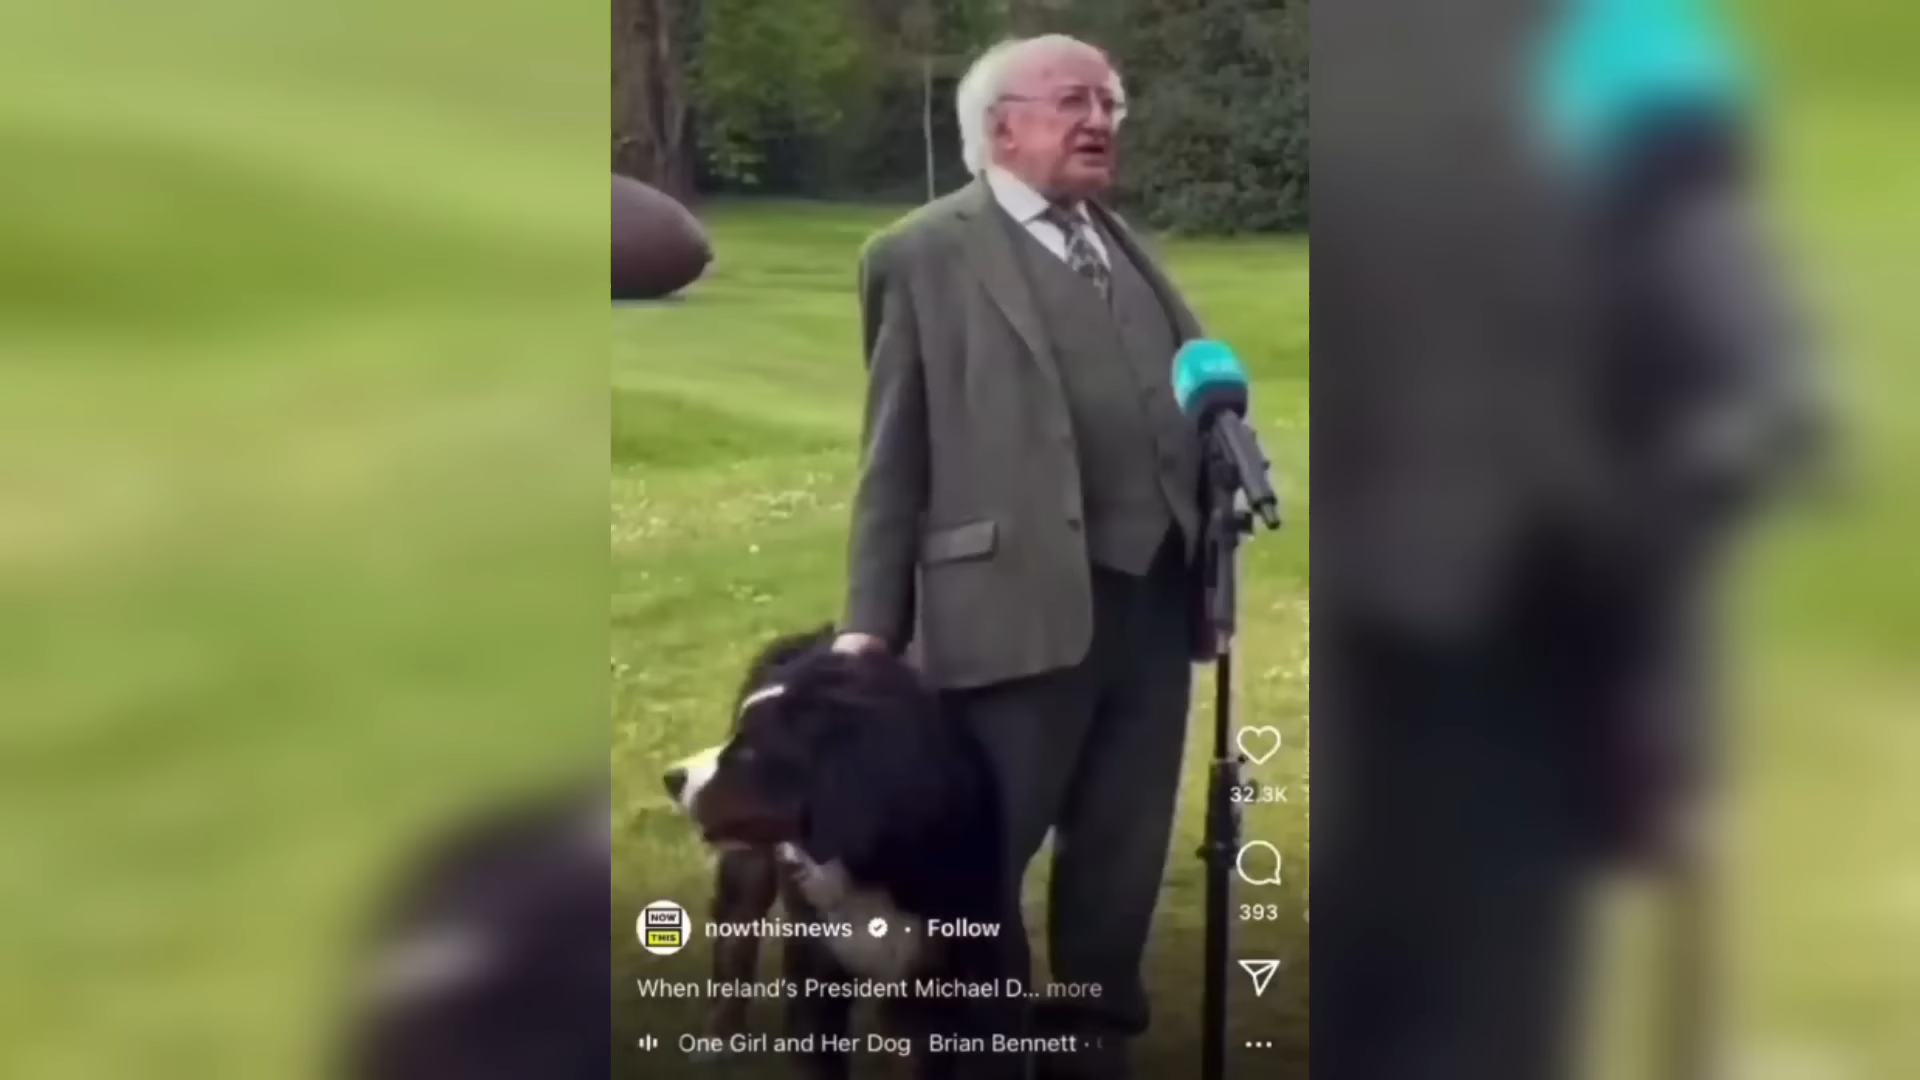 32.3K
393
NOW
THIS
nowthisnews · Follow
When Ireland's President Michael D... more
One Girl and Her Dog Brian Bennett ·